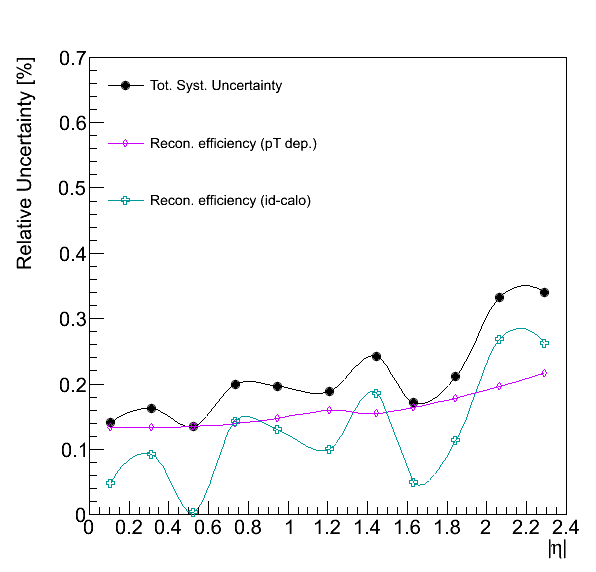 Relative Uncertainty [%]
0.7
0.6
0.5
0.4
0.3
0.2
0.1
0
Tot. Syst. Uncertainty
Recon. efficiency (pT dep.)
Recon. efficiency (id-calo)
0 0.2 0.4 0.6 0.8 1 1.2 1.4 1.6 1.8 2 2.2 2.4
|η|